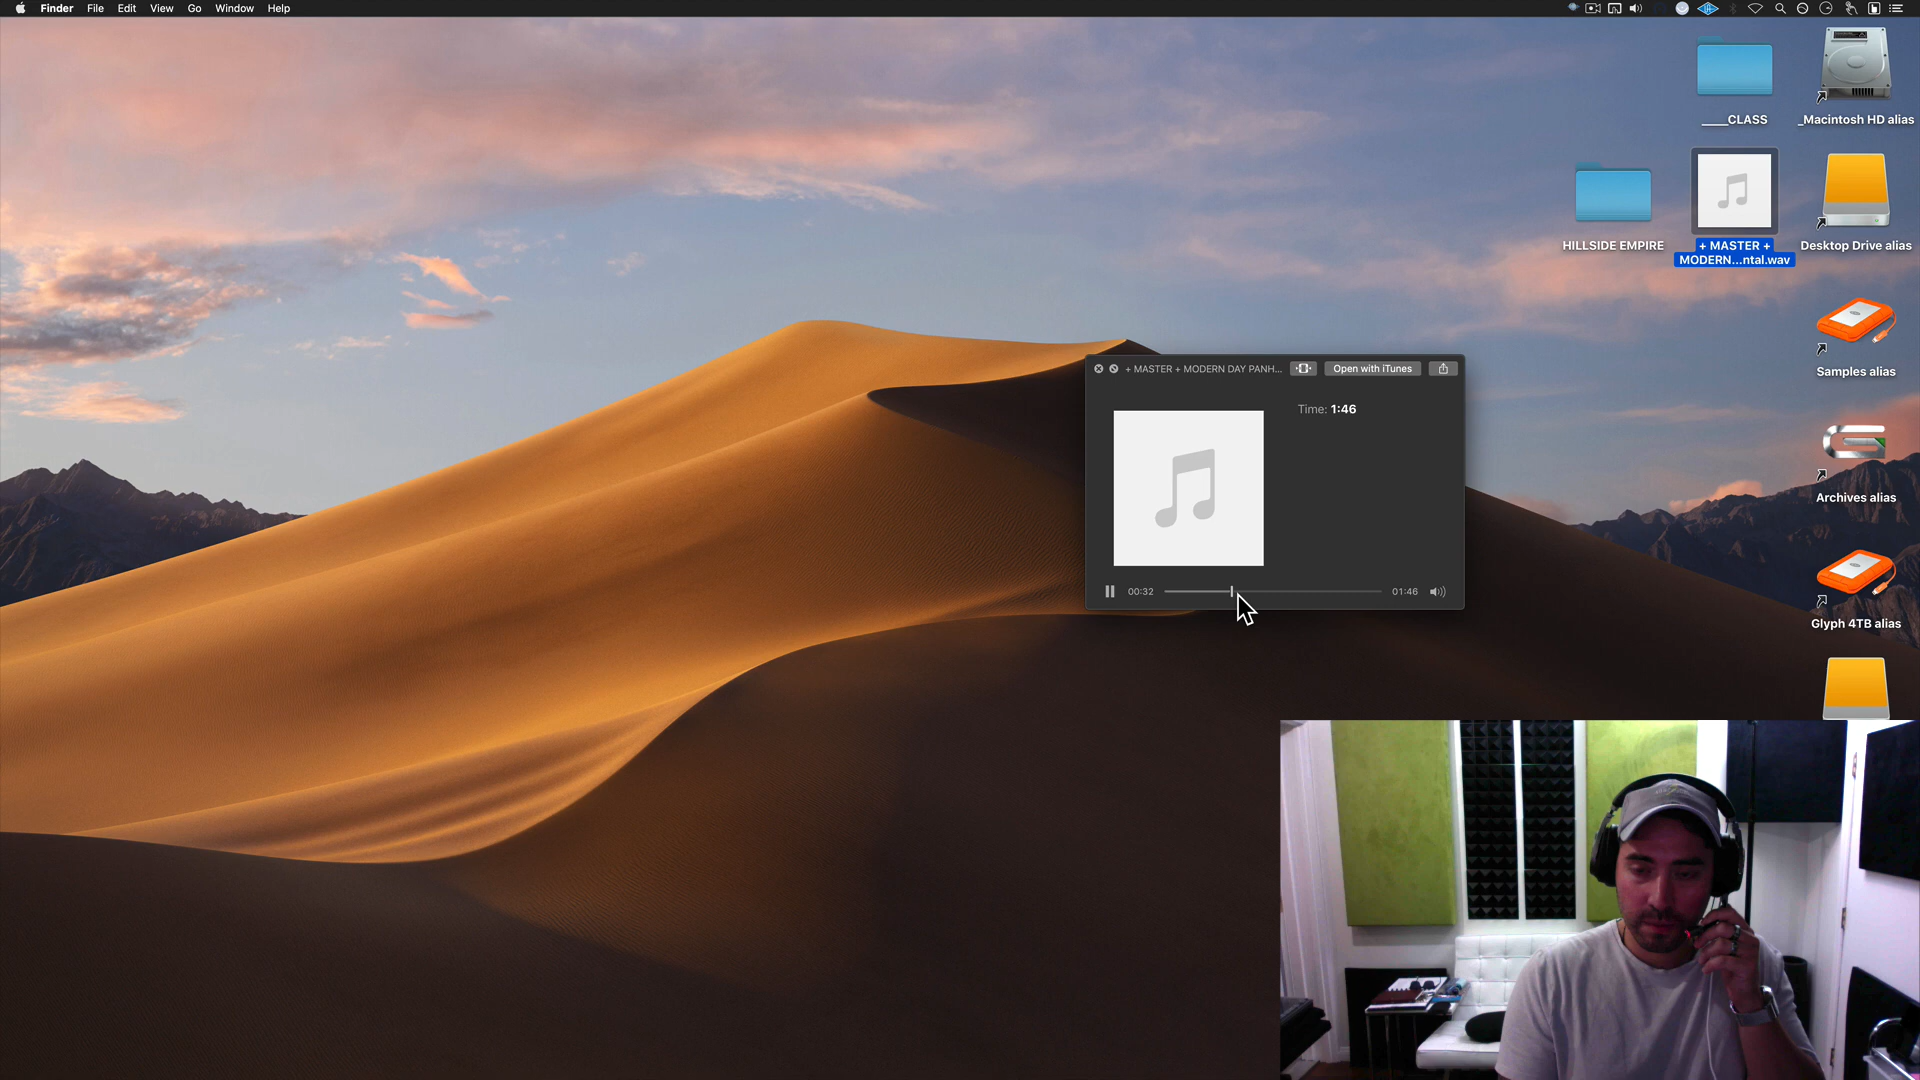 Finder File Edit View Go Window Help
____CLASS
_Macintosh HD alias
HILLSIDE EMPIRE
+ MASTER +
MODERN...ntal.wav
Desktop Drive alias
Samples alias
Archives alias
Glyph 4TB alias
+ MASTER + MODERN DAY PANH...
Open with iTunes
Time: 1:46
00:32
01:46